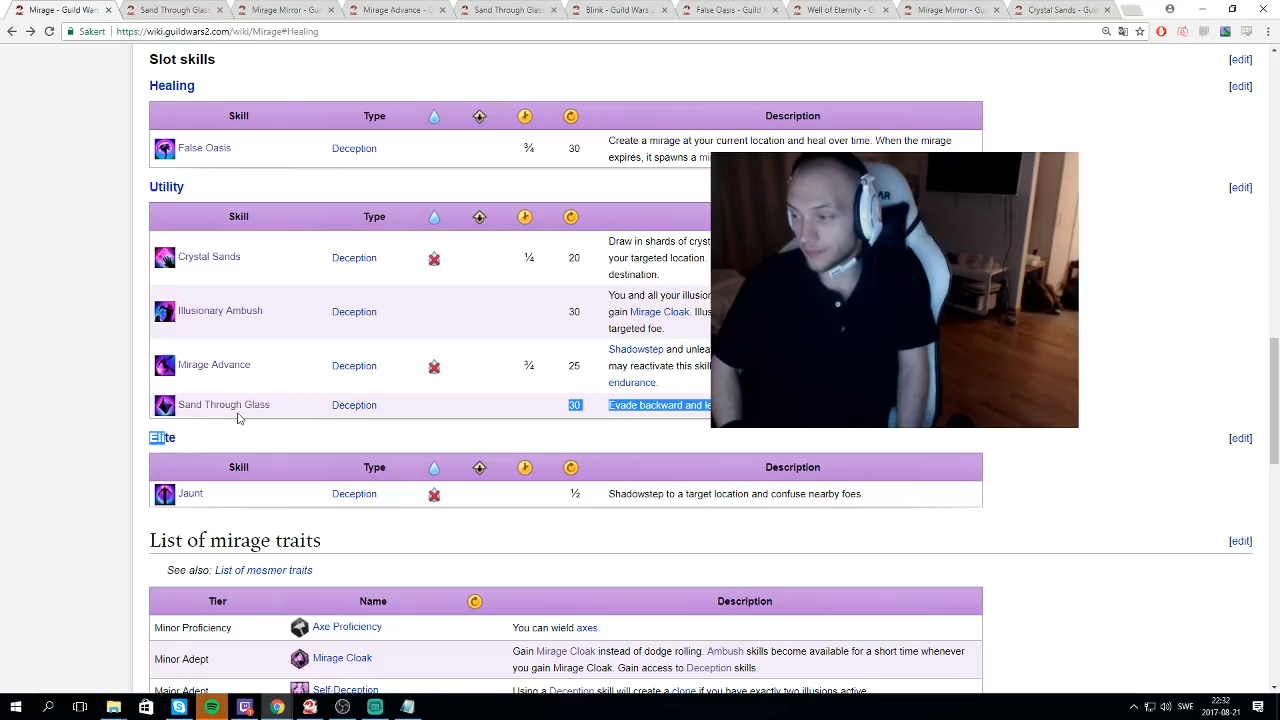 Mirage - Guild Wars
Sand Through Glass
Mirage Mirror - Guild
Mirage Advance - G
Sand Through Glass
Blink - Guild Wars 2
False Oasis - Guild
Well of Eternity - G
Mirage Mirror - Guild
Crystal Sands - Guild
Säkert https://wiki.guildwars2.com/wiki/Mirage#Healing
Slot skills [edit]
Healing [edit]
Skill Type Description
False Oasis Deception ¾ 30 Create a mirage at your current location and heal over time. When the mirage
expires, it spawns a mi
Utility [edit]
Skill Type
Crystal Sands Deception ¼ 20 Draw in shards of cryst
your targeted location.
destination.
Illusionary Ambush Deception 30 You and all your illusion
gain Mirage Cloak. Illus
targeted foe.
Mirage Advance Deception ¾ 25 Shadowstep and unlea
may reactivate this skill
endurance.
Sand Through Glass Deception 30 Evade backward and le
Elite [edit]
Skill Type Description
Jaunt Deception ½ Shadowstep to a target location and confuse nearby foes.
List of mirage traits [edit]
See also: List of mesmer traits
Tier Name Description
Minor Proficiency Axe Proficiency You can wield axes.
Minor Adept Mirage Cloak Gain Mirage Cloak instead of dodge rolling. Ambush skills become available for a short time whenever
you gain Mirage Cloak. Gain access to Deception skills.
Major Adept Self-Deception Using a Deception skill will create a clone if you have exactly two illusions active.
SWE
22:32
2017-08-21